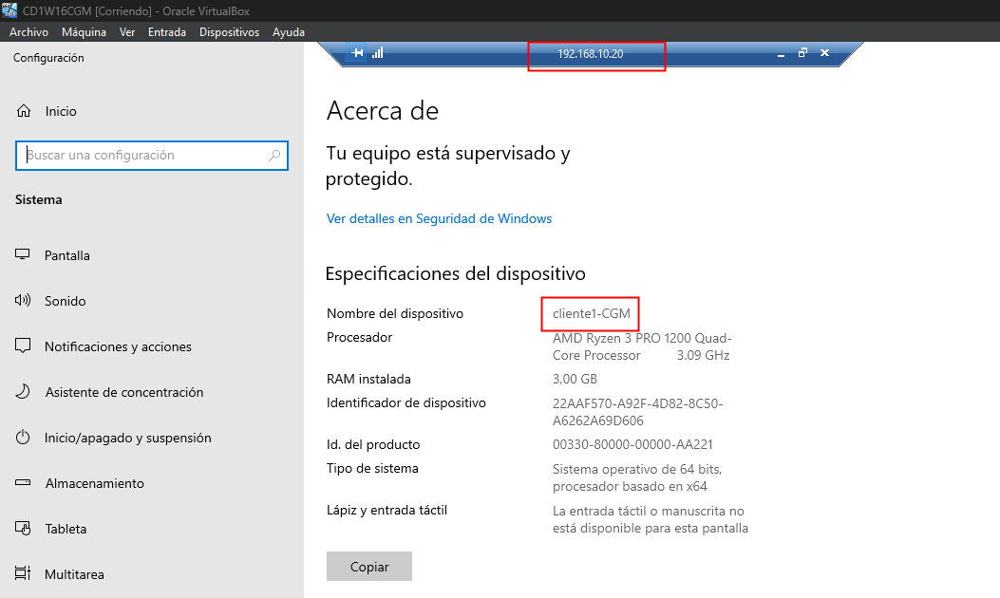 CD1W16CGM [Corriendo] - Oracle VirtualBox
Archivo Máquina Ver Entrada Dispositivos Ayuda
Configuración
192.168.10.20
Inicio
Buscar una configuración
Sistema
Pantalla
Sonido
Notificaciones y acciones
Asistente de concentración
Inicio/apagado y suspensión
Almacenamiento
Tableta
Multitarea
Acerca de
Tu equipo está supervisado y
protegido.
Ver detalles en Seguridad de Windows
Especificaciones del dispositivo
Nombre del dispositivo cliente1-CGM
Procesador AMD Ryzen 3 PRO 1200 Quad-
Core Processor 3.09 GHz
RAM instalada 3,00 GB
Identificador de dispositivo 22AAF570-A92F-4D82-8C50-
A6262A69D606
Id. del producto 00330-80000-00000-AA221
Tipo de sistema Sistema operativo de 64 bits,
procesador basado en x64
Lápiz y entrada táctil La entrada táctil o manuscrita no
está disponible para esta pantalla
Copiar